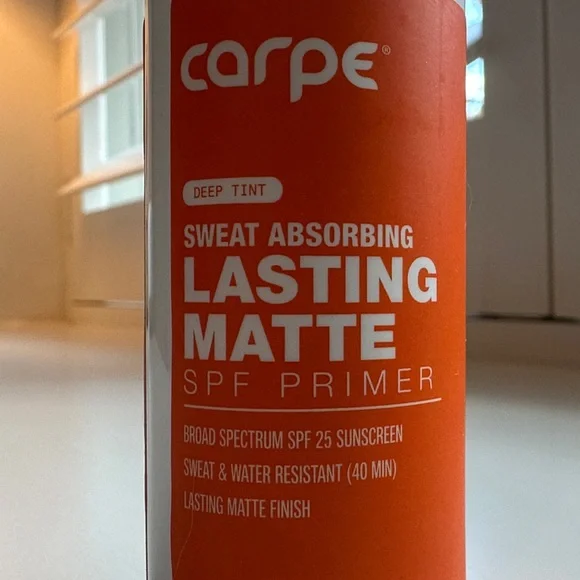 carpe®
DEEP TINT
SWEAT ABSORBING
LASTING
MATTE
SPF PRIMER
BROAD SPECTRUM SPF 25 SUNSCREEN
SWEAT & WATER RESISTANT (40 MIN)
LASTING MATTE FINISH